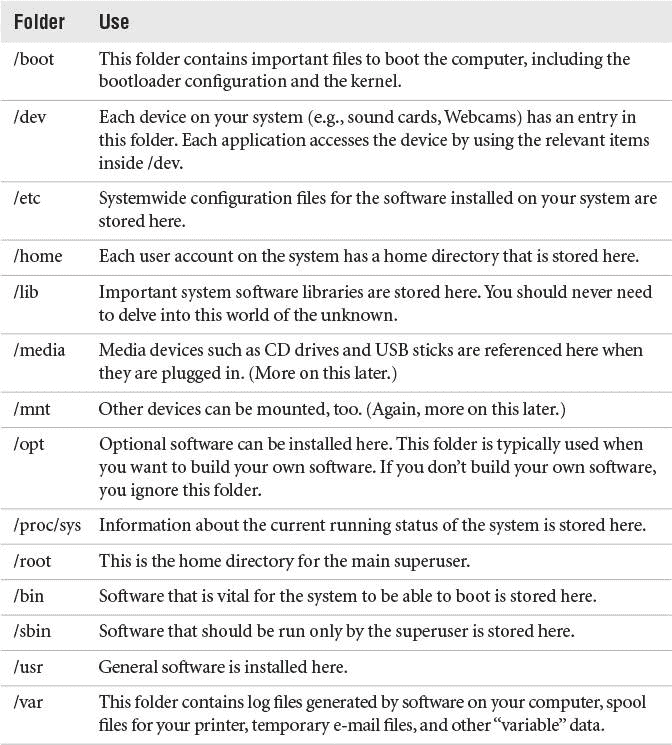 Folder Use
/boot This folder contains important files to boot the computer, including the
bootloader configuration and the kernel.
/dev Each device on your system (e.g., sound cards, Webcams) has an entry in
this folder. Each application accesses the device by using the relevant items
inside /dev.
/etc Systemwide configuration files for the software installed on your system are
stored here.
/home Each user account on the system has a home directory that is stored here.
/lib Important system software libraries are stored here. You should never need
to delve into this world of the unknown.
/media Media devices such as CD drives and USB sticks are referenced here when
they are plugged in. (More on this later.)
/mnt Other devices can be mounted, too. (Again, more on this later.)
/opt Optional software can be installed here. This folder is typically used when
you want to build your own software. If you don’t build your own software,
you ignore this folder.
/proc/sys Information about the current running status of the system is stored here.
/root This is the home directory for the main superuser.
/bin Software that is vital for the system to be able to boot is stored here.
/sbin Software that should be run only by the superuser is stored here.
/usr General software is installed here.
/var This folder contains log files generated by software on your computer, spool
files for your printer, temporary e-mail files, and other “variable” data.